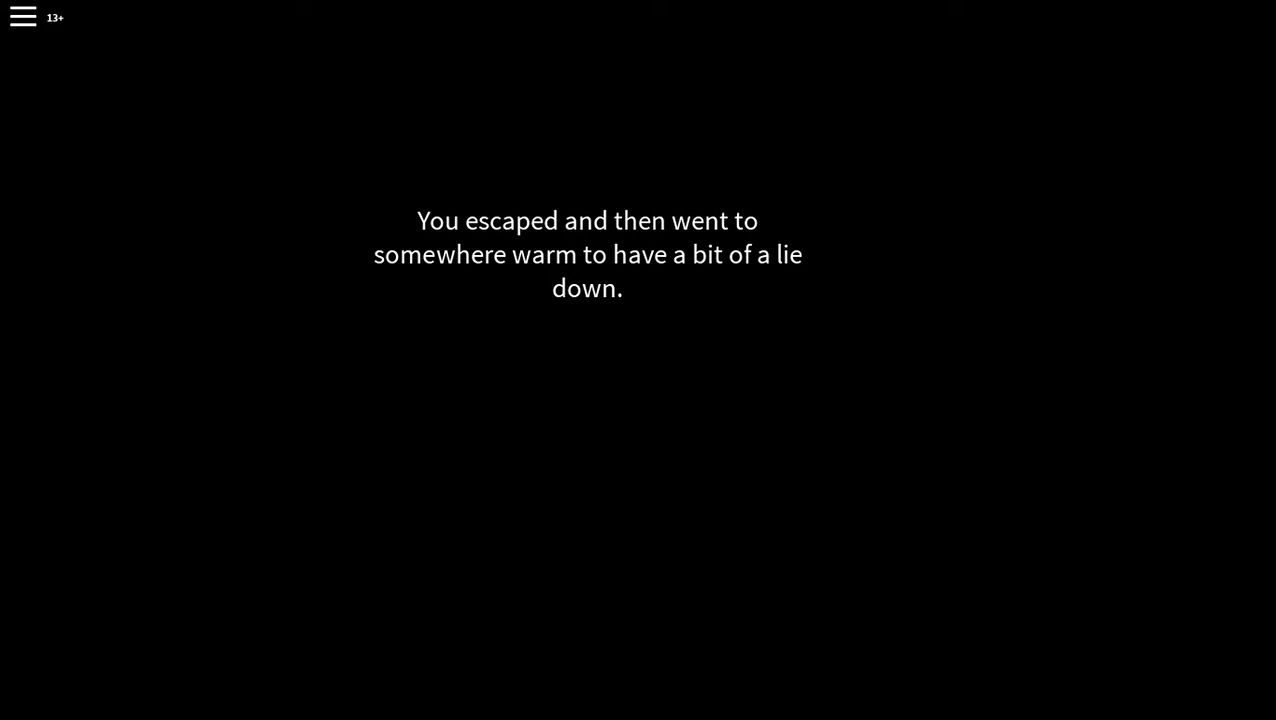 13+
You escaped and then went to
somewhere warm to have a bit of a lie
down.